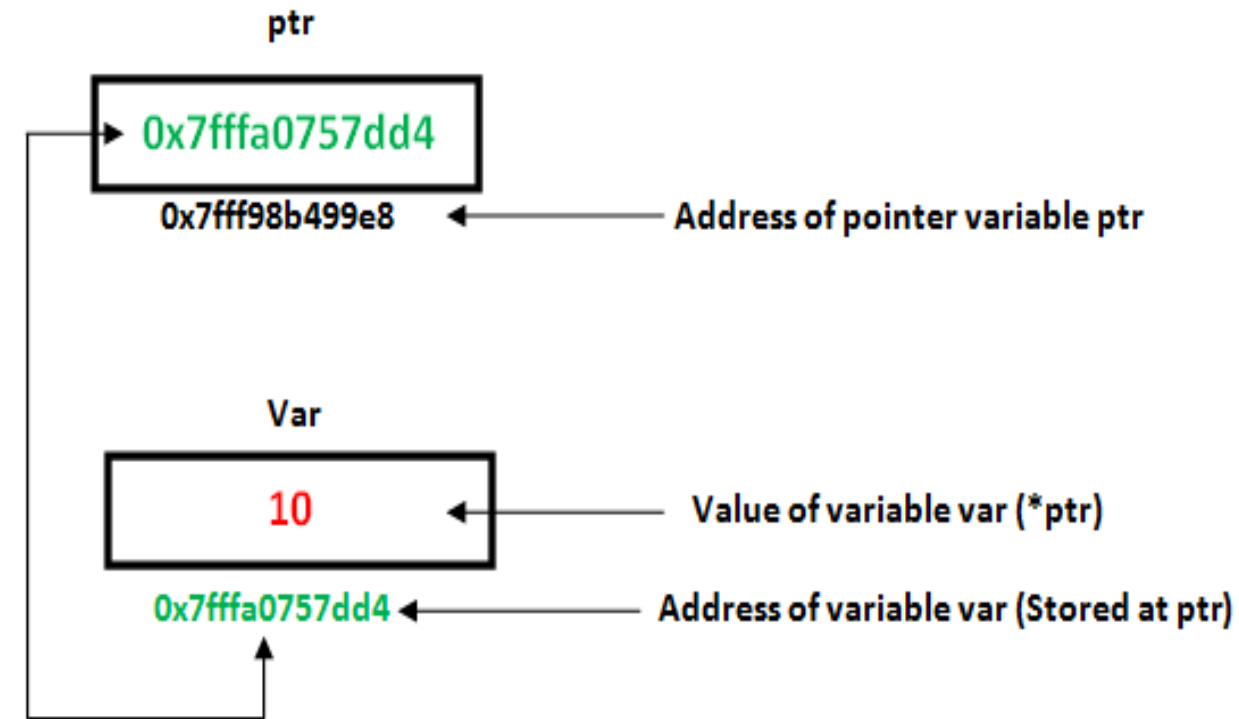 ptr
0x7fffa0757dd4
0x7fff98b499e8
Address of pointer variable ptr
Var
10
Value of variable var (*ptr)
0x7fffa0757dd4
Address of variable var (Stored at ptr)